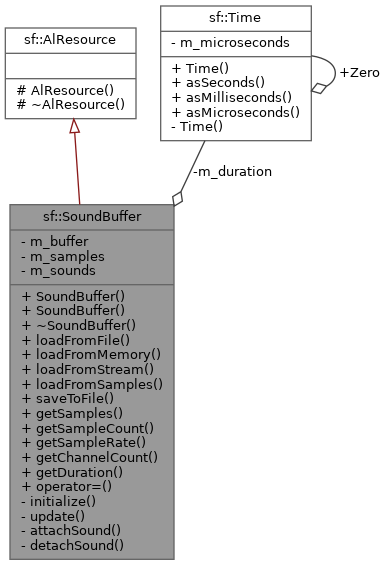 sf::AlResource
# AlResource()
# ~AlResource()
sf::Time
- m_microseconds
+ Time()
+ asSeconds()
+ asMilliseconds()
+ asMicroseconds()
- Time()
+Zero
-m_duration
sf::SoundBuffer
- m_buffer
- m_samples
- m_sounds
+ SoundBuffer()
+ SoundBuffer()
+ ~SoundBuffer()
+ loadFromFile()
+ loadFromMemory()
+ loadFromStream()
+ loadFromSamples()
+ saveToFile()
+ getSamples()
+ getSampleCount()
+ getSampleRate()
+ getChannelCount()
+ getDuration()
+ operator=()
- initialize()
- update()
- attachSound()
- detachSound()